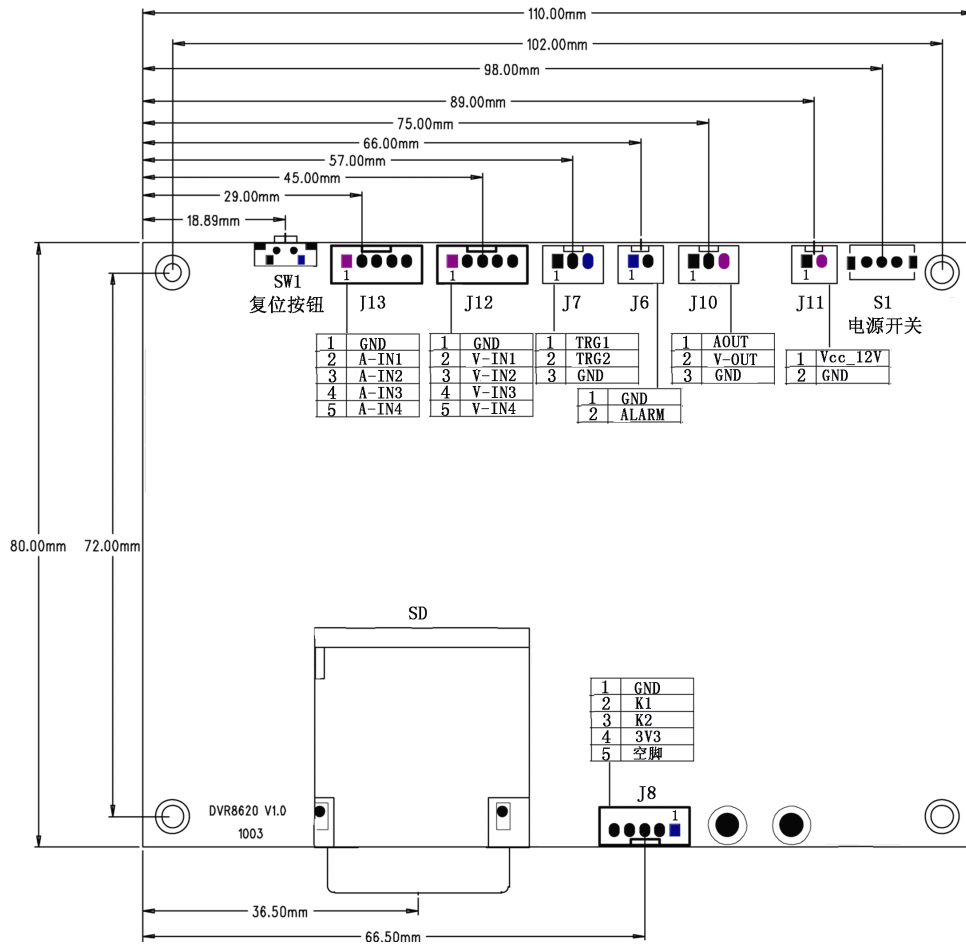 110.00mm
102.00mm
98.00mm
89.00mm
75.00mm
66.00mm
57.00mm
45.00mm
29.00mm
18.89mm
1 1 1 1 1 1
SW1 J13 J12 J7 J6 J10 J11 S1
复位按钮 电源开关
1 GND
2 A-IN1
3 A-IN2
4 A-IN3
5 A-IN4
1 GND
2 V-IN1
3 V-IN2
4 V-IN3
5 V-IN4
1 TRG1
2 TRG2
3 GND
1 GND
2 ALARM
1 AOUT
2 V-OUT
3 GND
1 Vcc_12V
2 GND
80.00mm 72.00mm
SD
1 GND
2 K1
3 K2
4 3V3
5 空脚
J8
1
DVR8620 V1.0
1003
36.50mm
66.50mm